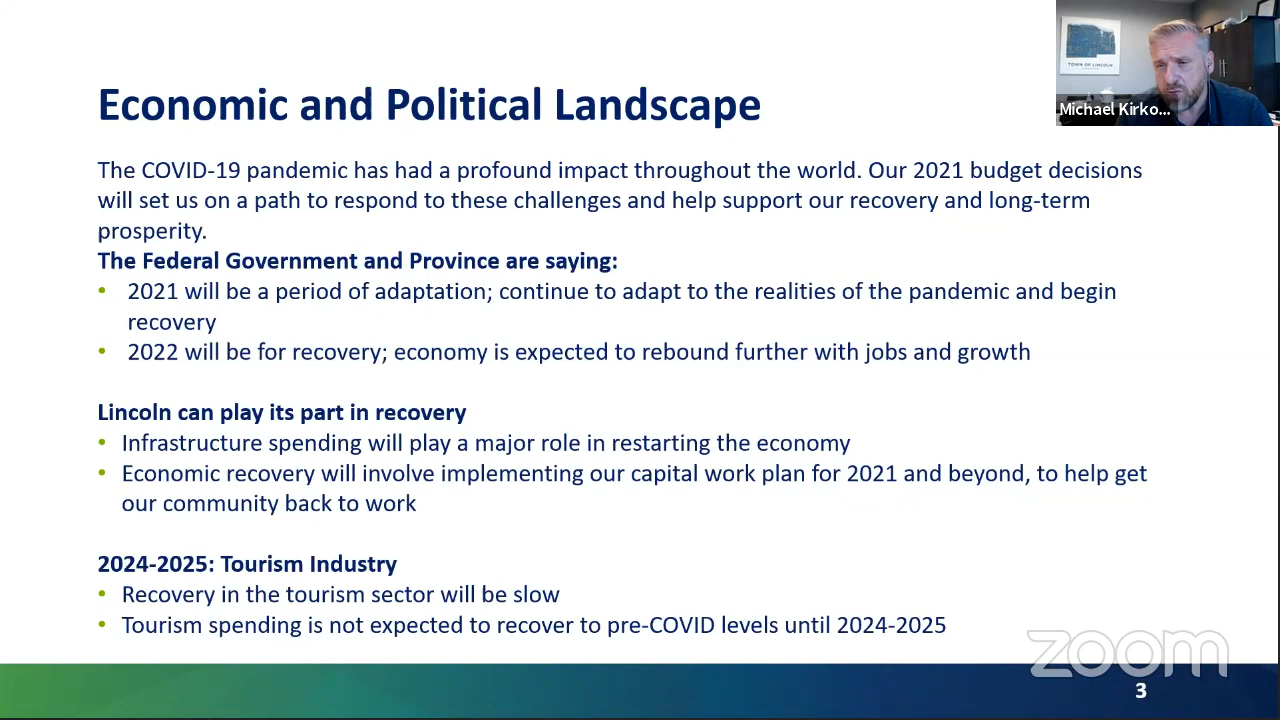 TOWN OF LINCOLN
Michael Kirko...
Economic and Political Landscape
The COVID-19 pandemic has had a profound impact throughout the world. Our 2021 budget decisions
will set us on a path to respond to these challenges and help support our recovery and long-term
prosperity.
The Federal Government and Province are saying:
• 2021 will be a period of adaptation; continue to adapt to the realities of the pandemic and begin
recovery
• 2022 will be for recovery; economy is expected to rebound further with jobs and growth
Lincoln can play its part in recovery
• Infrastructure spending will play a major role in restarting the economy
• Economic recovery will involve implementing our capital work plan for 2021 and beyond, to help get
our community back to work
2024-2025: Tourism Industry
• Recovery in the tourism sector will be slow
• Tourism spending is not expected to recover to pre-COVID levels until 2024-2025
zoom
3